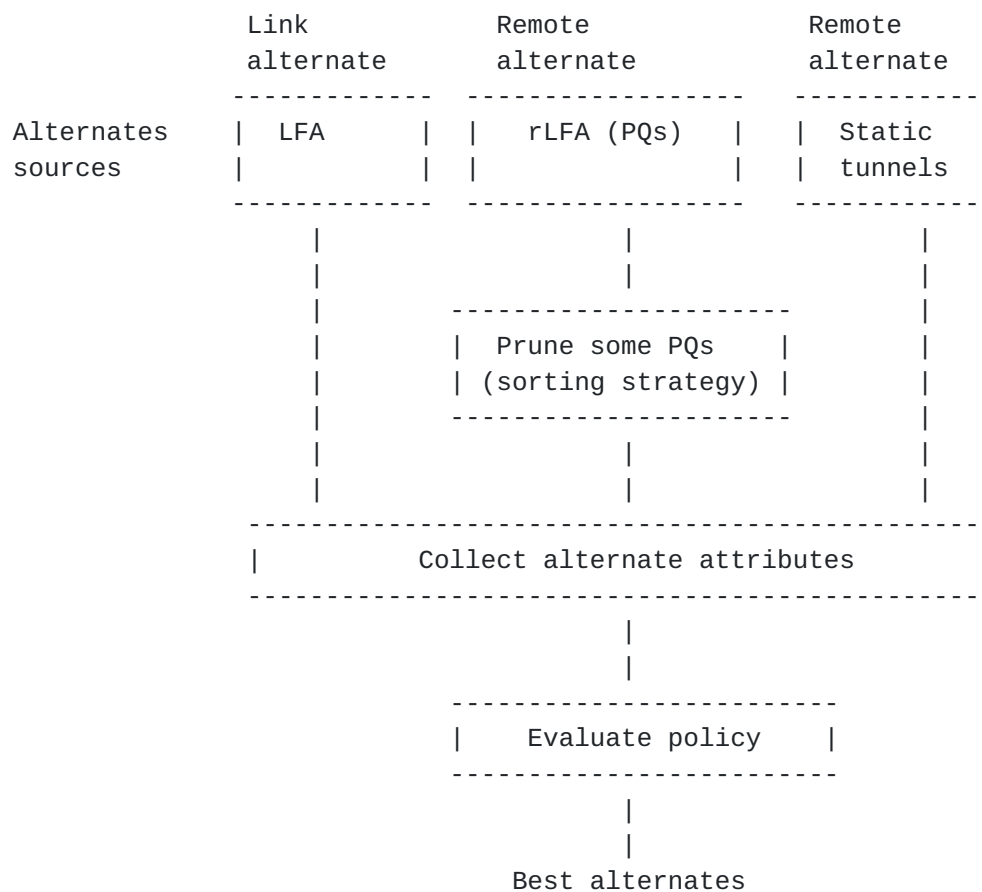 Link Remote Remote
alternate alternate alternate
------------- ------------------ ------------
Alternates | LFA | | rLFA (PQs) | | Static
sources | | | | | tunnels
------------- ------------------ ------------
| | |
| | |
| ---------------------- |
| | Prune some PQs | |
| | (sorting strategy) | |
| ---------------------- |
| | |
| | |
-----------------------------------------------
| Collect alternate attributes
-----------------------------------------------
|
|
-------------------------
| Evaluate policy |
-------------------------
|
|
Best alternates